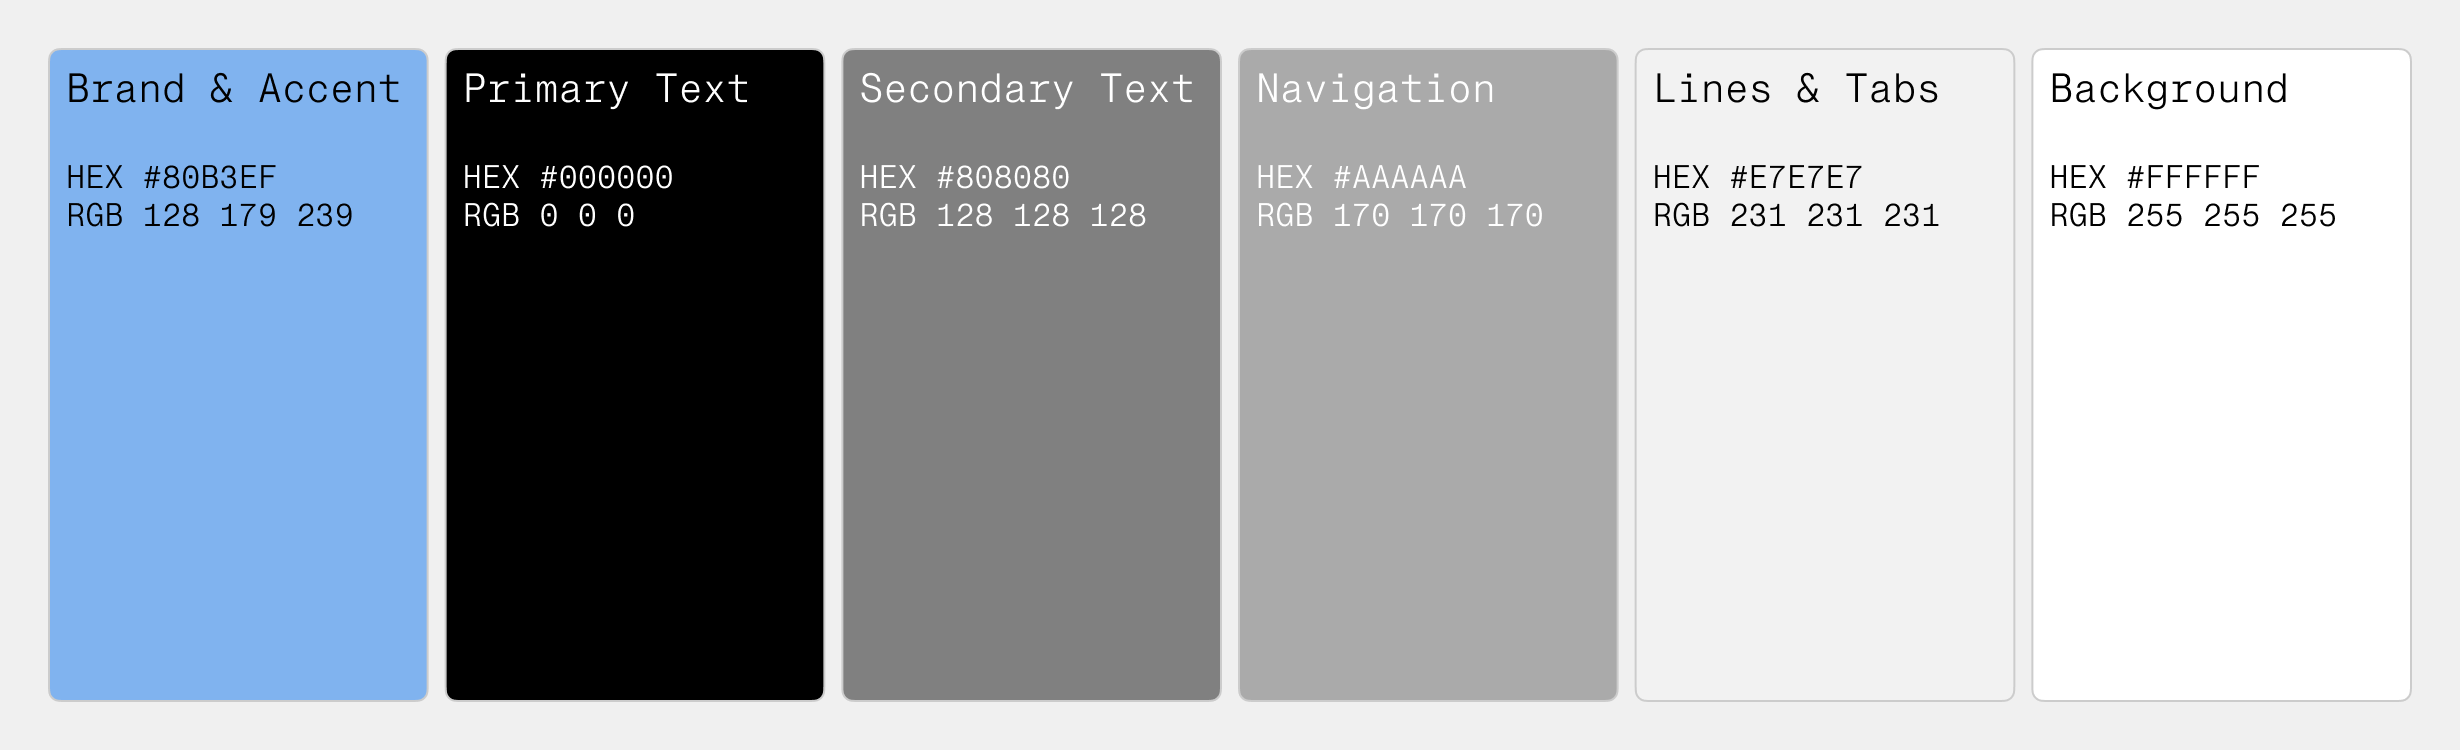 Brand & Accent
HEX #80B3EF
RGB 128 179 239
Primary Text
HEX #000000
RGB 0 0 0
Secondary Text
HEX #808080
RGB 128 128 128
Navigation
HEX #AAAAAA
RGB 170 170 170
Lines & Tabs
HEX #E7E7E7
RGB 231 231 231
Background
HEX #FFFFFF
RGB 255 255 255